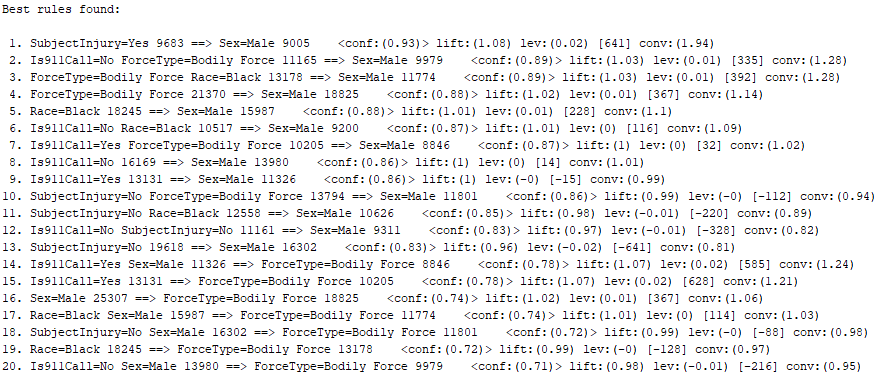 Best rules found:
1. SubjectInjury=Yes 9683 ==> Sex=Male 9005 <conf:(0.93)> lift:(1.08) lev:(0.02) [641] conv:(1.94)
2. Is911Call=No ForceType=Bodily Force 11165 ==> Sex=Male 9979 <conf:(0.89)> lift:(1.03) lev:(0.01) [335] conv:(1.28)
3. ForceType=Bodily Force Race=Black 13178 ==> Sex=Male 11774 <conf:(0.89)> lift:(1.03) lev:(0.01) [392] conv:(1.28)
4. ForceType=Bodily Force 21370 ==> Sex=Male 18825 <conf:(0.88)> lift:(1.02) lev:(0.01) [367] conv:(1.14)
5. Race=Black 18245 ==> Sex=Male 15987 <conf:(0.88)> lift:(1.01) lev:(0.01) [228] conv:(1.1)
6. Is911Call=No Race=Black 10517 ==> Sex=Male 9200 <conf:(0.87)> lift:(1.01) lev:(0) [116] conv:(1.09)
7. Is911Call=Yes ForceType=Bodily Force 10205 ==> Sex=Male 8846 <conf:(0.87)> lift:(1) lev:(0) [32] conv:(1.02)
8. Is911Call=No 16169 ==> Sex=Male 13980 <conf:(0.86)> lift:(1) lev:(0) [14] conv:(1.01)
9. Is911Call=Yes 13131 ==> Sex=Male 11326 <conf:(0.86)> lift:(1) lev:(-0) [-15] conv:(0.99)
10. SubjectInjury=No ForceType=Bodily Force 13794 ==> Sex=Male 11801 <conf:(0.86)> lift:(0.99) lev:(-0) [-112] conv:(0.94)
11. SubjectInjury=No Race=Black 12558 ==> Sex=Male 10626 <conf:(0.85)> lift:(0.98) lev:(-0.01) [-220] conv:(0.89)
12. Is911Call=No SubjectInjury=No 11161 ==> Sex=Male 9311 <conf:(0.83)> lift:(0.97) lev:(-0.01) [-328] conv:(0.82)
13. SubjectInjury=No 19618 ==> Sex=Male 16302 <conf:(0.83)> lift:(0.96) lev:(-0.02) [-641] conv:(0.81)
14. Is911Call=Yes Sex=Male 11326 ==> ForceType=Bodily Force 8846 <conf:(0.78)> lift:(1.07) lev:(0.02) [585] conv:(1.24)
15. Is911Call=Yes 13131 ==> ForceType=Bodily Force 10205 <conf:(0.78)> lift:(1.07) lev:(0.02) [628] conv:(1.21)
16. Sex=Male 25307 ==> ForceType=Bodily Force 18825 <conf:(0.74)> lift:(1.02) lev:(0.01) [367] conv:(1.06)
17. Race=Black Sex=Male 15987 ==> ForceType=Bodily Force 11774 <conf:(0.74)> lift:(1.01) lev:(0) [114] conv:(1.03)
18. SubjectInjury=No Sex=Male 16302 ==> ForceType=Bodily Force 11801 <conf:(0.72)> lift:(0.99) lev:(-0) [-88] conv:(0.98)
19. Race=Black 18245 ==> ForceType=Bodily Force 13178 <conf:(0.72)> lift:(0.99) lev:(-0) [-128] conv:(0.97)
20. Is911Call=No Sex=Male 13980 ==> ForceType=Bodily Force 9979 <conf:(0.71)> lift:(0.98) lev:(-0.01) [-216] conv:(0.95)